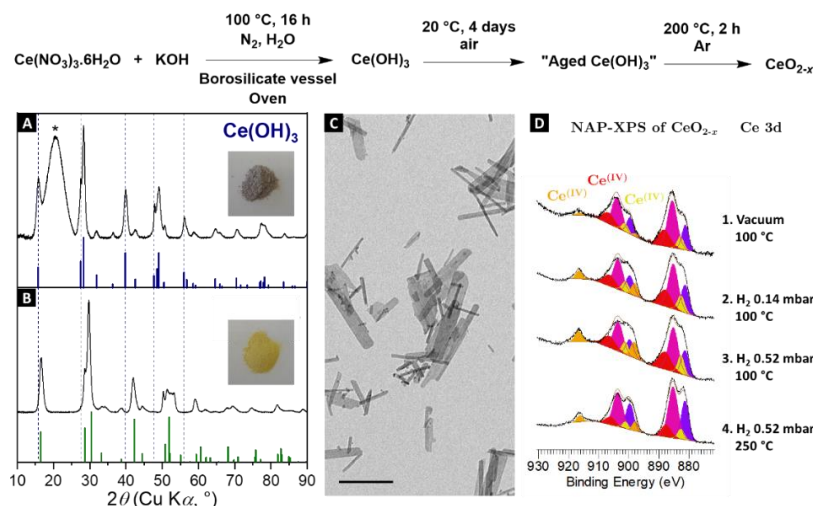 100 °C, 16 h
N₂, H₂O
Ce(NO₃)₃.6H₂O + KOH
Borosilicate vessel
Oven
Ce(OH)₃
20 °C, 4 days
air
"Aged Ce(OH)₃"
200 °C, 2 h
Ar
CeO₂₋ₓ
A
*
Ce(OH)₃
B
10 20 30 40 50 60 70 80 90
2θ (Cu Kα, °)
C
D
NAP-XPS of CeO₂₋ₓ Ce 3d
Ce(IV)
Ce(IV)
Ce(IV)
1. Vacuum
100 °C
2. H₂ 0.14 mbar
100 °C
3. H₂ 0.52 mbar
100 °C
4. H₂ 0.52 mbar
250 °C
930 920 910 900 890 880
Binding Energy (eV)